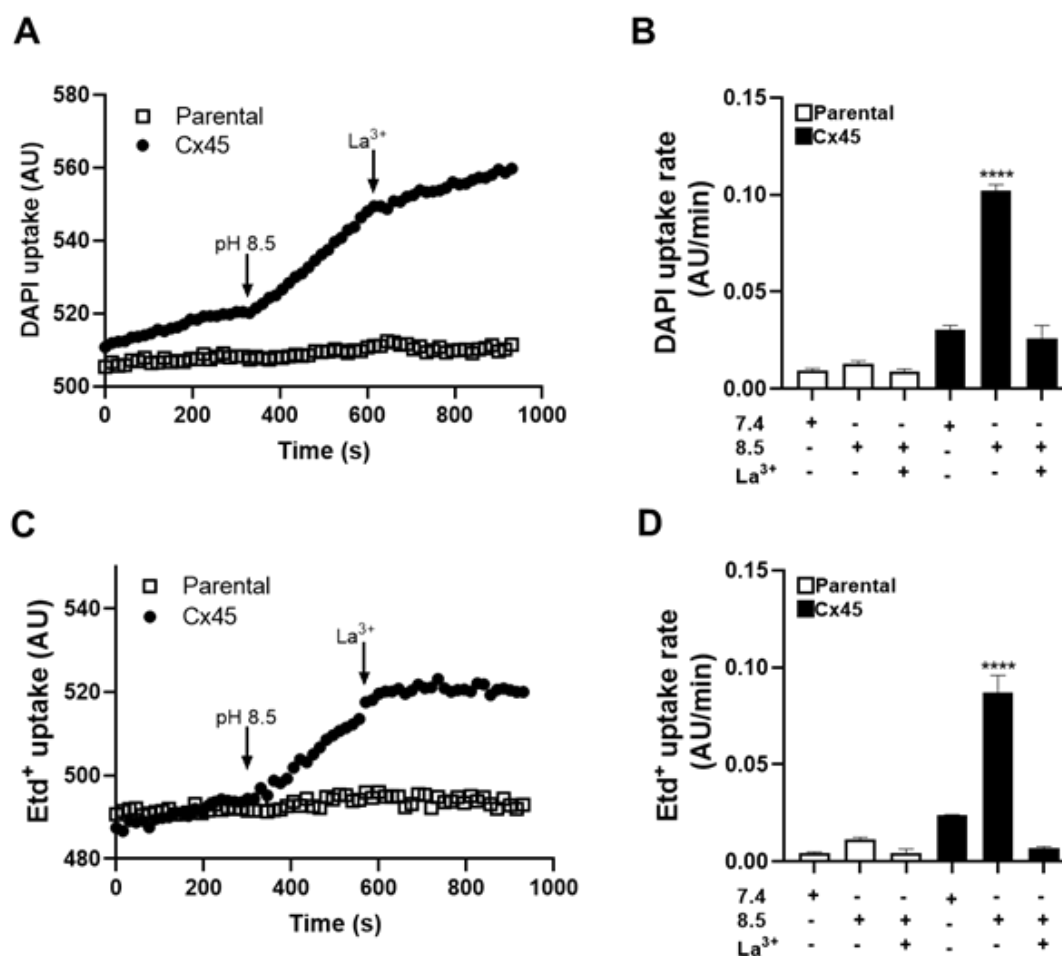 A
580
560
540
520
500
DAPI uptake (AU)
Parental
Cx45
La³⁺
pH 8.5
0 200 400 600 800 1000
Time (s)
B
0.15
0.10
0.05
0.00
DAPI uptake rate
(AU/min)
Parental
Cx45
****
7.4 + - - + - -
8.5 - + + - + +
La³⁺ - - + - - +
C
540
520
500
480
Etd⁺ uptake (AU)
Parental
Cx45
La³⁺
pH 8.5
0 200 400 600 800 1000
Time (s)
D
0.15
0.10
0.05
0.00
Etd⁺ uptake rate
(AU/min)
Parental
Cx45
****
7.4 + - - + - -
8.5 - + + - + +
La³⁺ - - + - - +